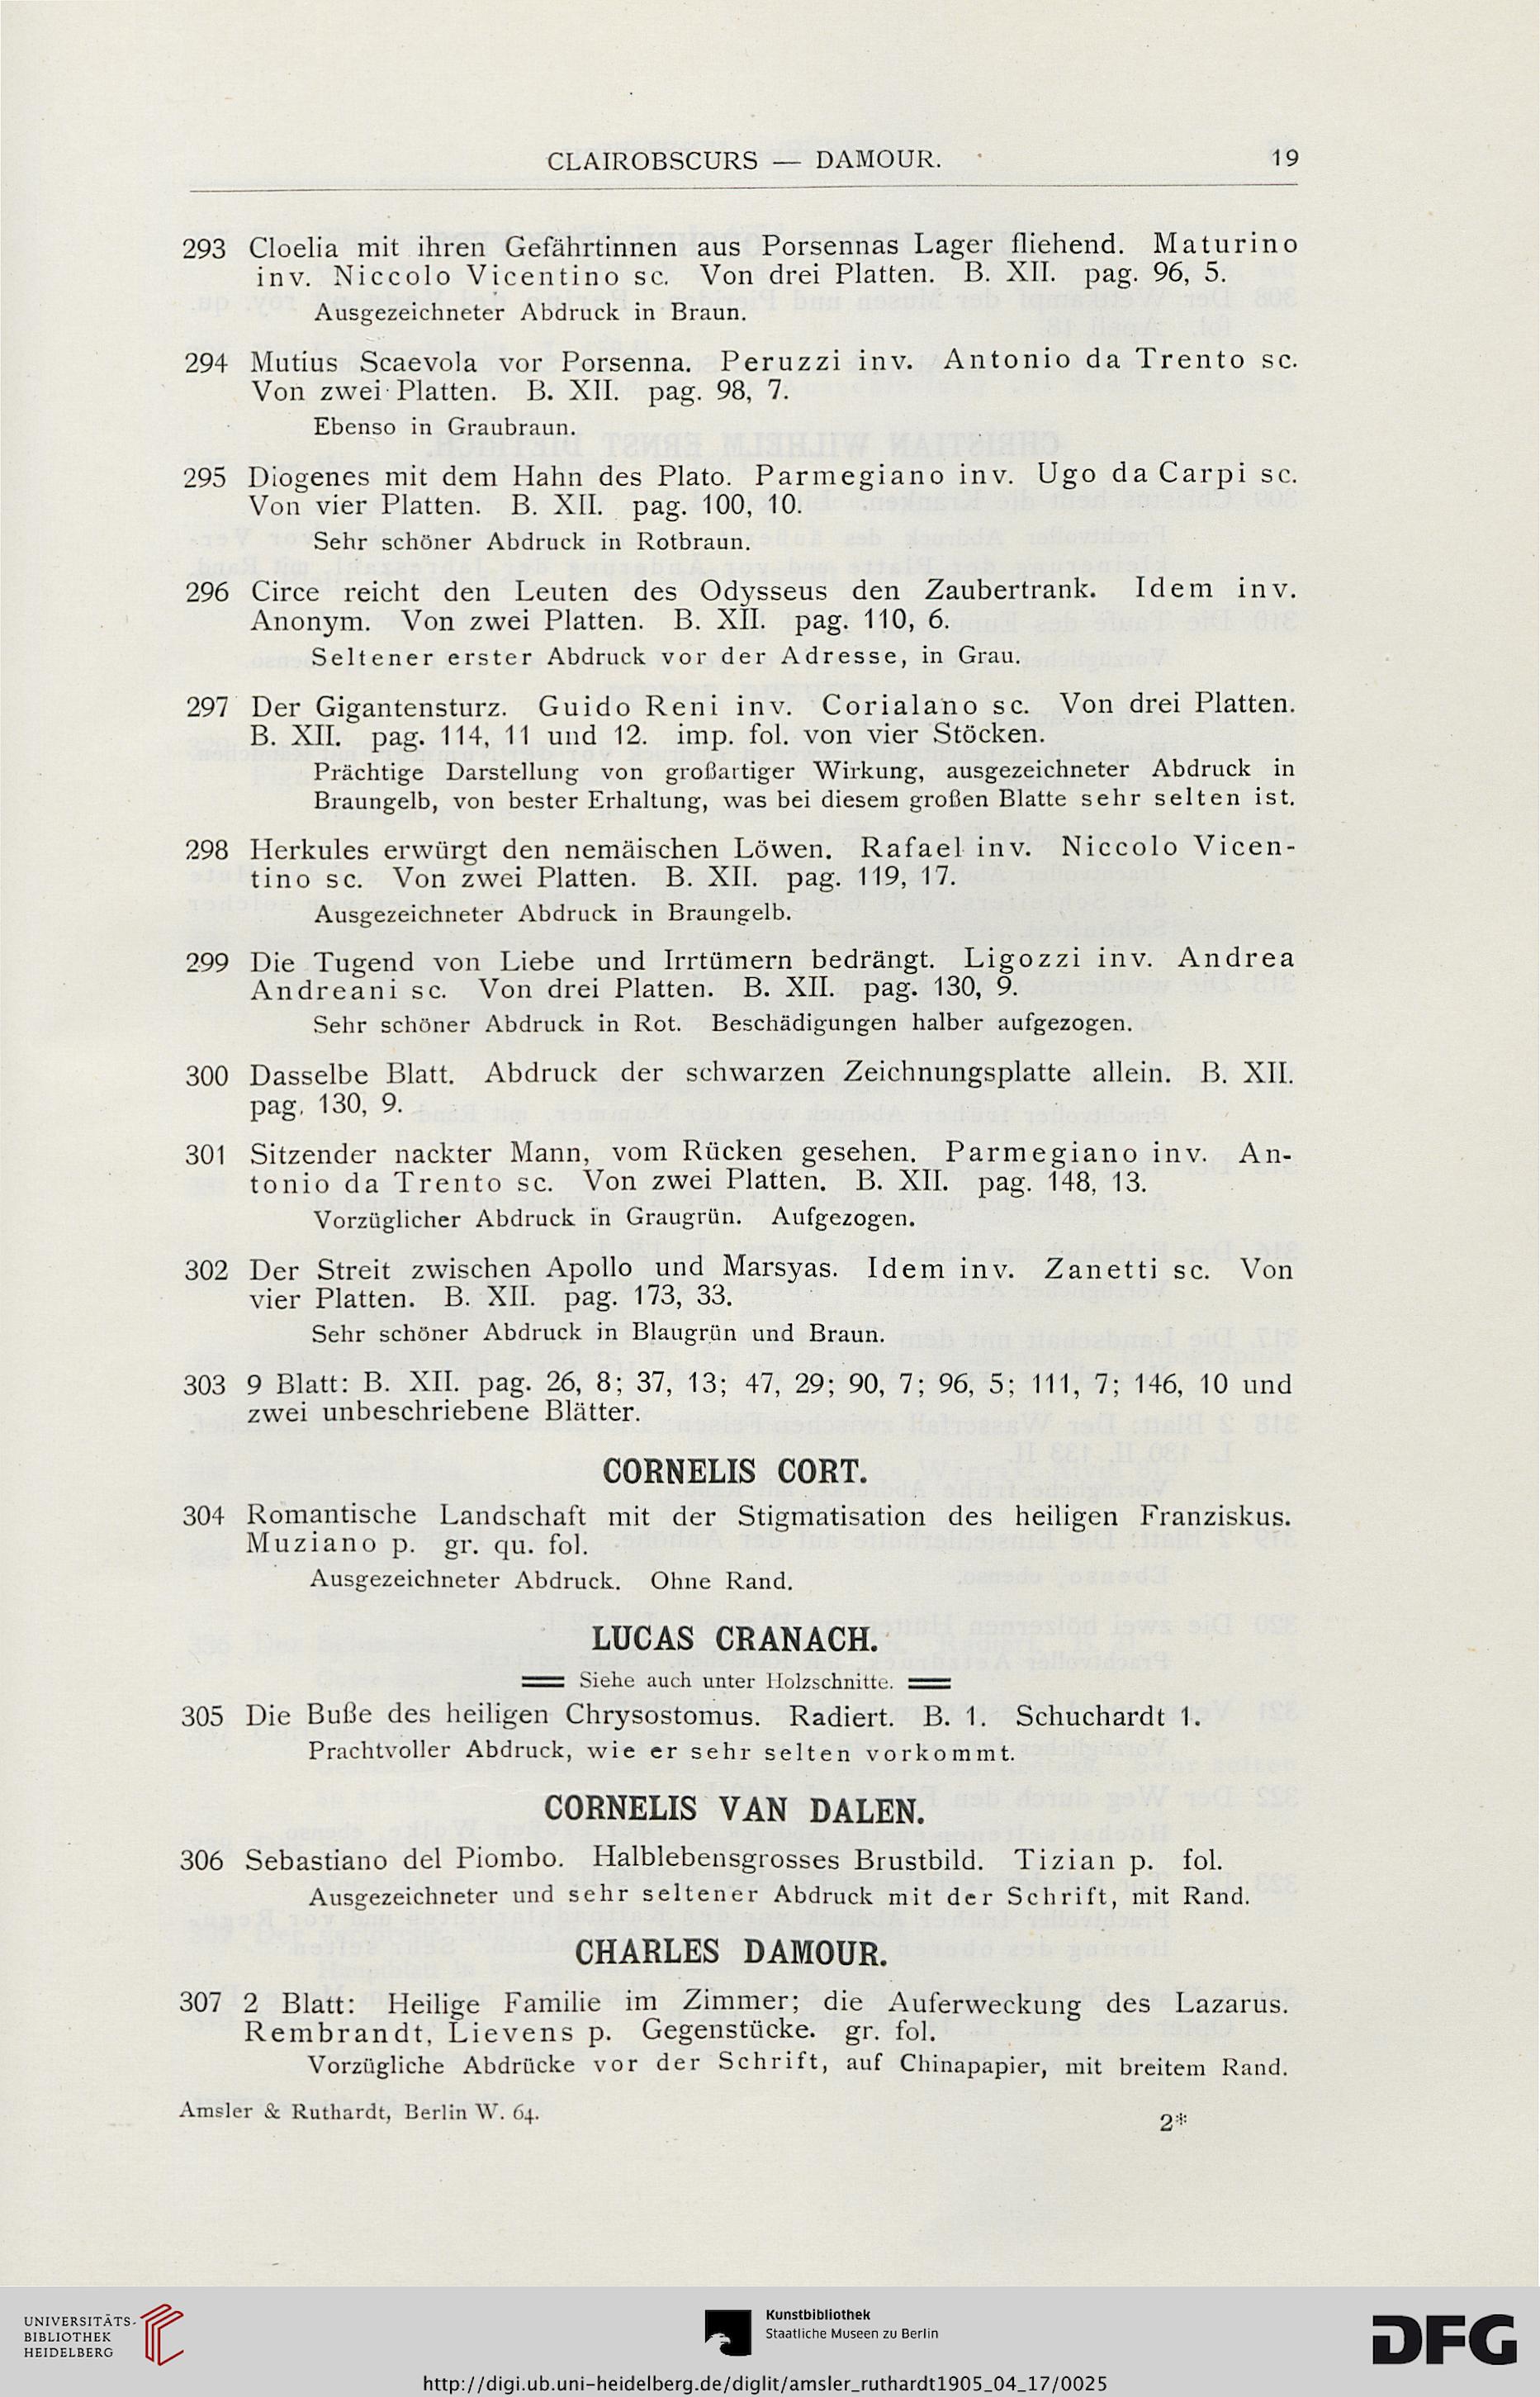 CLAIROBSCURS — DAMOUR. 19
293 Cloelia mit ihren Gefährtinnen aus Porsennas Lager fliehend. Maturino
inv. Niccolo Vicentino sc. Von drei Platten. B. XII. pag. 96, 5.
Ausgezeichneter Abdruck in Braun.
294 Mutius Scaevola vor Porsenna. Peruzzi inv. Antonio da Trento sc.
Von zwei Platten. B. XII. pag. 98, 7.
Ebenso in Graubraun.
295 Diogenes mit dem Hahn des Plato. Parmegiano inv. Ugo da Carpi sc.
Von vier Platten. B. XII. pag. 100, 10.
Sehr schöner Abdruck in Rotbraun.
296 Circe reicht den Leuten des Odysseus den Zaubertrank. Idem inv.
Anonym. Von zwei Platten. B. XII. pag. 110, 6.
Seltener erster Abdruck vor der Adresse, in Grau.
297 Der Gigantensturz. Guido Reni inv. Corialano sc. Von drei Platten.
B. XII. pag. 114, 11 und 12. imp. fol. von vier Stöcken.
Prächtige Darstellung von großartiger Wirkung, ausgezeichneter Abdruck in
Braungelb, von bester Erhaltung, was bei diesem großen Blatte sehr selten ist.
298 Herkules erwürgt den nemäischen Löwen. Rafael inv. Niccolo Vicen-
tino sc. Von zwei Platten. B. XII. pag. 119, 17.
Ausgezeichneter Abdruck in Braungelb.
299 Die Tugend von Liebe und Irrtümern bedrängt. Ligozzi inv. Andrea
Andreani sc. Von drei Platten. B. XII. pag. 130, 9.
Sehr schöner Abdruck in Rot. Beschädigungen halber aufgezogen.
300 Dasselbe Blatt. Abdruck der schwarzen Zeichnungsplatte allein. B. XII.
pag. 130, 9.
301 Sitzender nackter Mann, vom Rücken gesehen. Parmegiano inv. An-
tonio da Trento sc. Von zwei Platten. B. XII. pag. 148, 13.
Vorzüglicher Abdruck in Graugrün. Aufgezogen.
302 Der Streit zwischen Apollo und Marsyas. Idem inv. Zanetti sc. Von
vier Platten. B. XII. pag. 173, 33.
Sehr schöner Abdruck in Blaugrün und Braun.
303 9 Blatt: B. XII. pag. 26, 8; 37, 13; 47, 29; 90, 7; 96, 5; 111, 7; 146, 10 und
zwei unbeschriebene Blätter.
CORNELIS CORT.
304 Romantische Landschaft mit der Stigmatisation des heiligen Franziskus.
Muziano p. gr. qu. fol.
Ausgezeichneter Abdruck. Ohne Rand.
LUCAS CRANACH.
Siehe auch unter Holzschnitte.
305 Die Buße des heiligen Chrysostomus. Radiert. B. 1. Schuchardt 1.
Prachtvoller Abdruck, wie er sehr selten vorkommt.
CORNELIS VAN DALEN.
306 Sebastiano del Piombo. Halblebensgrosses Brustbild. Tizian p. fol.
Ausgezeichneter und sehr seltener Abdruck mit der Schrift, mit Rand.
CHARLES DAMOUR.
307 2 Blatt: Heilige Familie im Zimmer; die Auferweckung des Lazarus.
Rembrandt, Lievens p. Gegenstücke. gr. fol.
Vorzügliche Abdrücke vor der Schrift, auf Chinapapier, mit breitem Rand.
Amsler & Ruthardt, Berlin W. 64.
2*
UNIVERSITÄTS-
BIBLIOTHEK
HEIDELBERG
Kunstbibliothek
Staatliche Museen zu Berlin
DFG
http://digi.ub.uni-heidelberg.de/diglit/amsler_ruthardt1905_04_17/0025